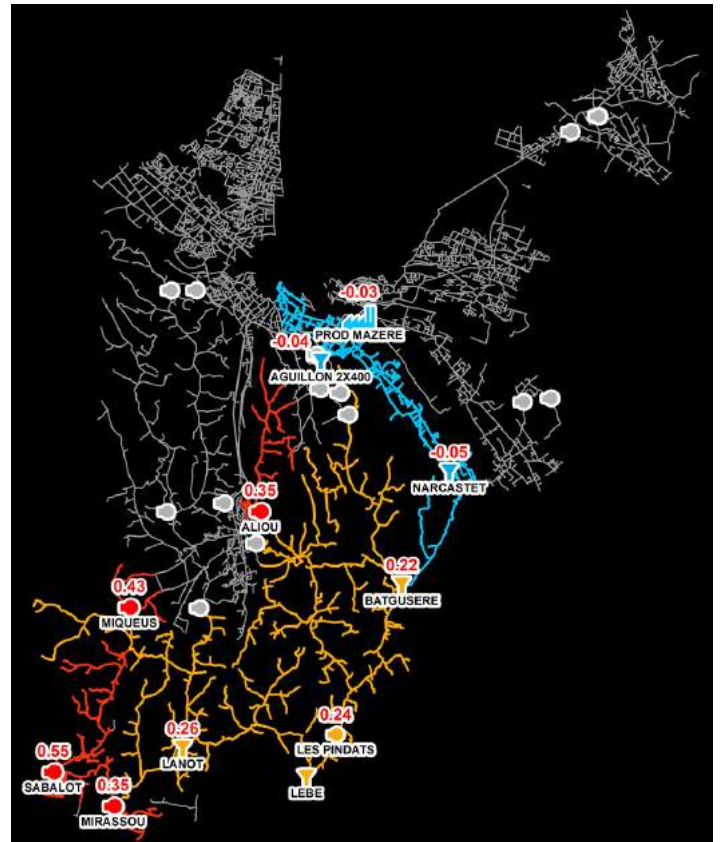 -0.03
PROD MAZERE
-0.04
AGUILLON 2X400
-0.05
NARCASTET
0.35
ALIOU
0.22
BATGUSERE
0.43
MIQUEUS
0.24
LES PINDATS
0.26
LANOT
LEBE
0.55
SABALOT
0.35
MIRASSOU